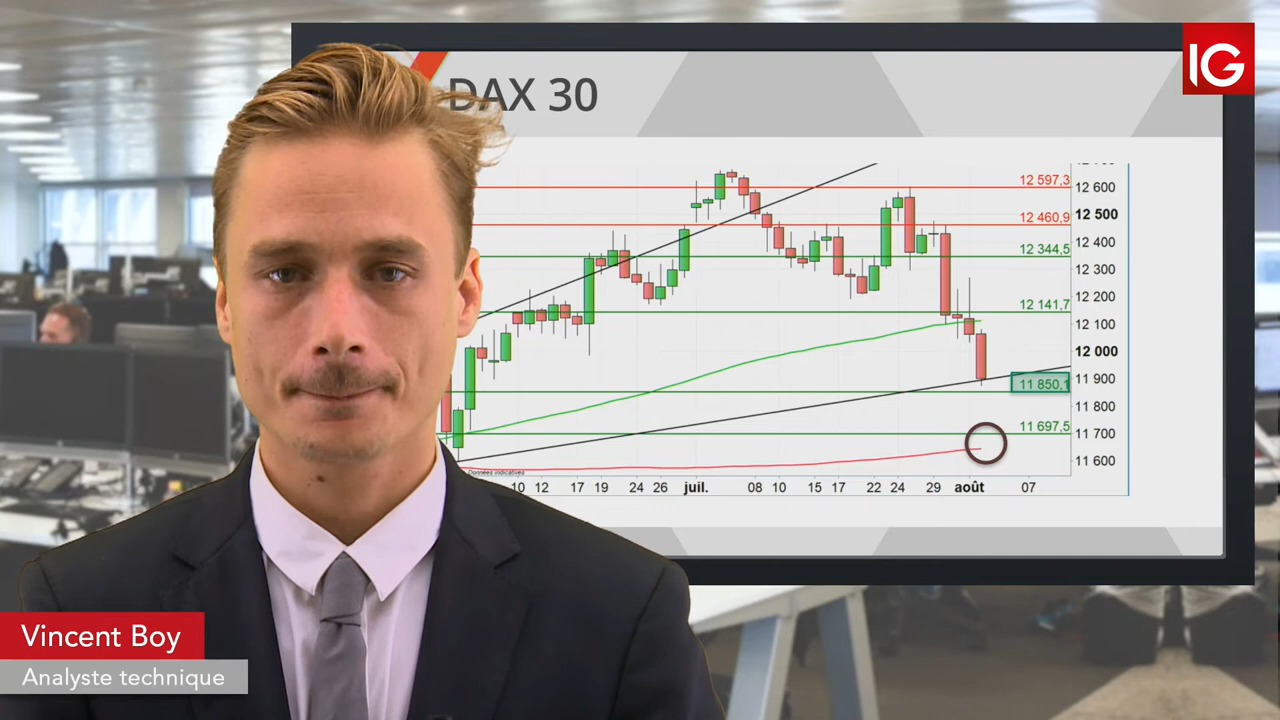 IG
DAX 30
12 597,3
12 600
12 500
12 460,9
12 400
12 344,5
12 300
12 200
12 141,7
12 100
12 000
11 900
11 850,1
11 800
11 697,5
11 700
11 600
Données indicatives
10 12 17 19 24 26 juil. 08 10 15 17 22 24 29 août 07
Vincent Boy
Analyste technique